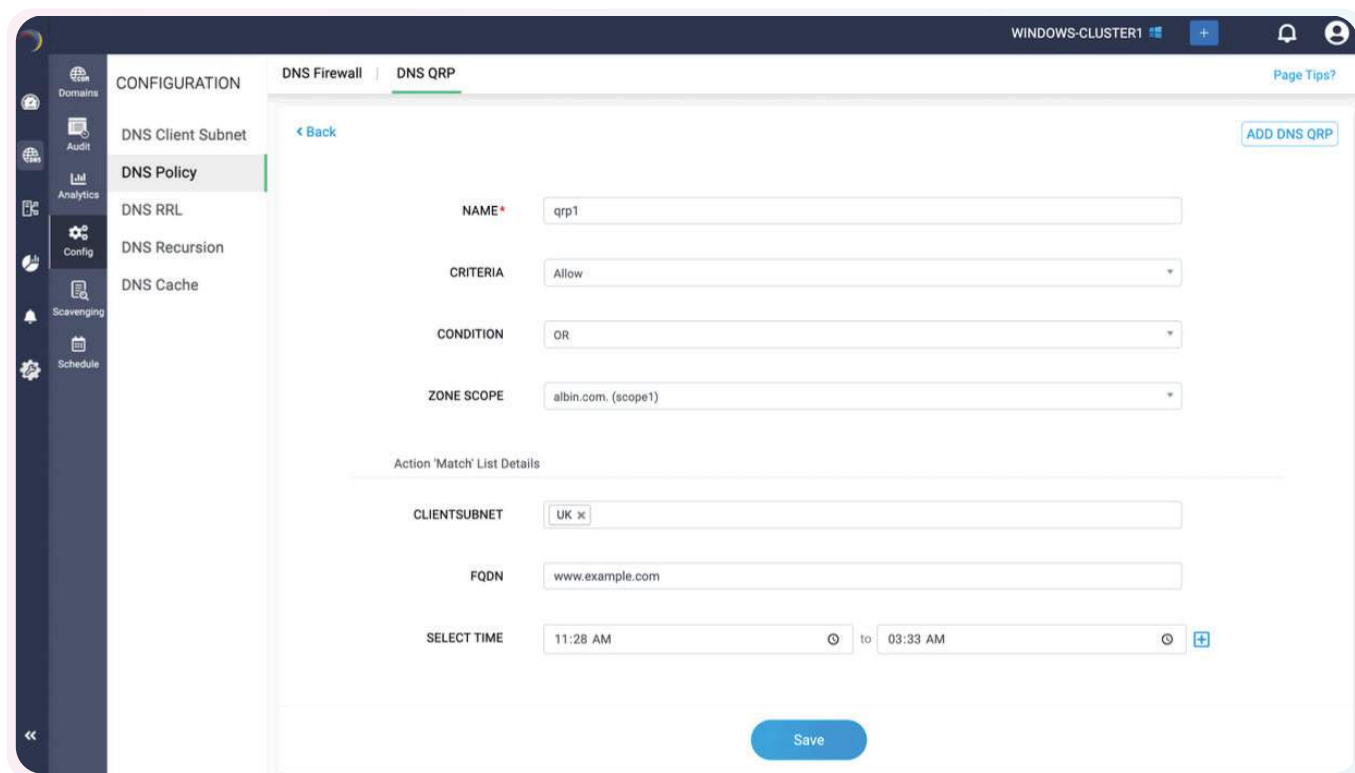 WINDOWS-CLUSTER1
+
DNS
.COM
Domains
Audit
Analytics
Config
Scavenging
Schedule
«
CONFIGURATION
DNS Client Subnet
DNS Policy
DNS RRL
DNS Recursion
DNS Cache
DNS Firewall | DNS QRP
Page Tips?
< Back
ADD DNS QRP
NAME* qrp1
CRITERIA Allow
CONDITION OR
ZONE SCOPE albin.com. (scope1)
Action 'Match' List Details
CLIENTSUBNET UK ×
FQDN www.example.com
SELECT TIME 11:28 AM to 03:33 AM +
Save